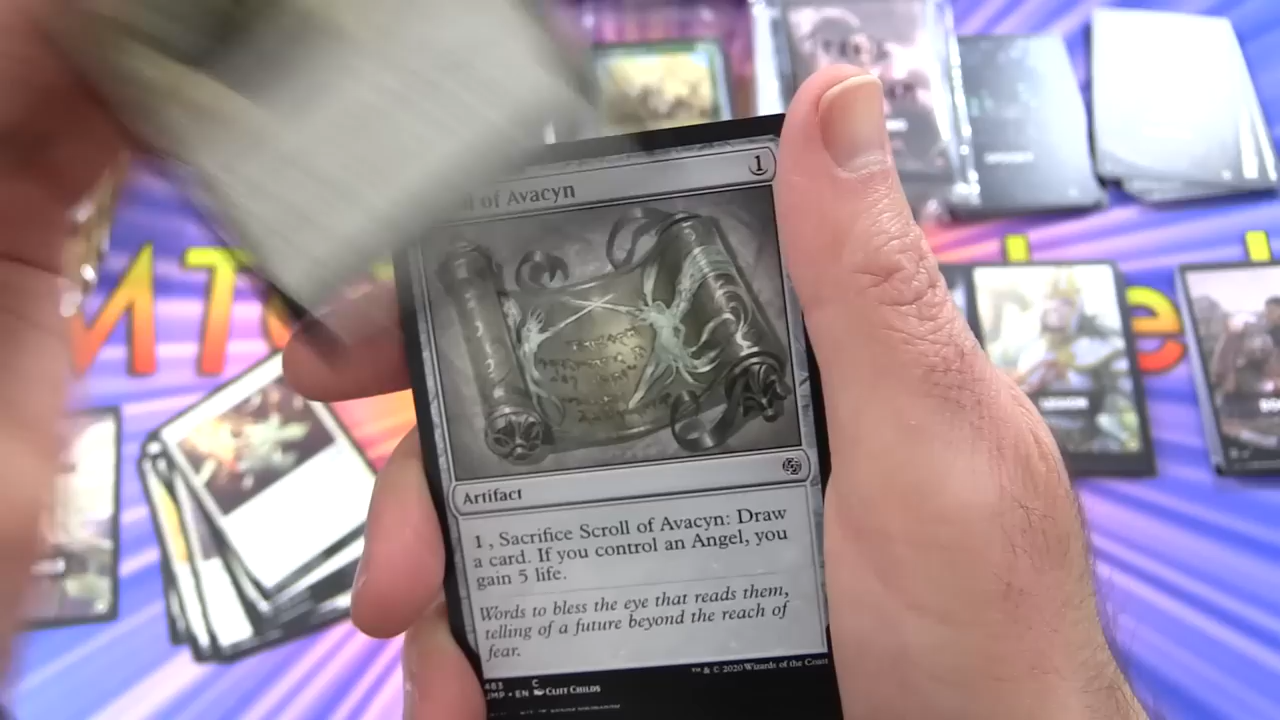 ll of Avacyn
1
Artifact
1, Sacrifice Scroll of Avacyn: Draw
a card. If you control an Angel, you
gain 5 life.
Words to bless the eye that reads them,
telling of a future beyond the reach of
fear.
483 C
JMP • EN Cliff Childs
™ & © 2020 Wizards of the Coast